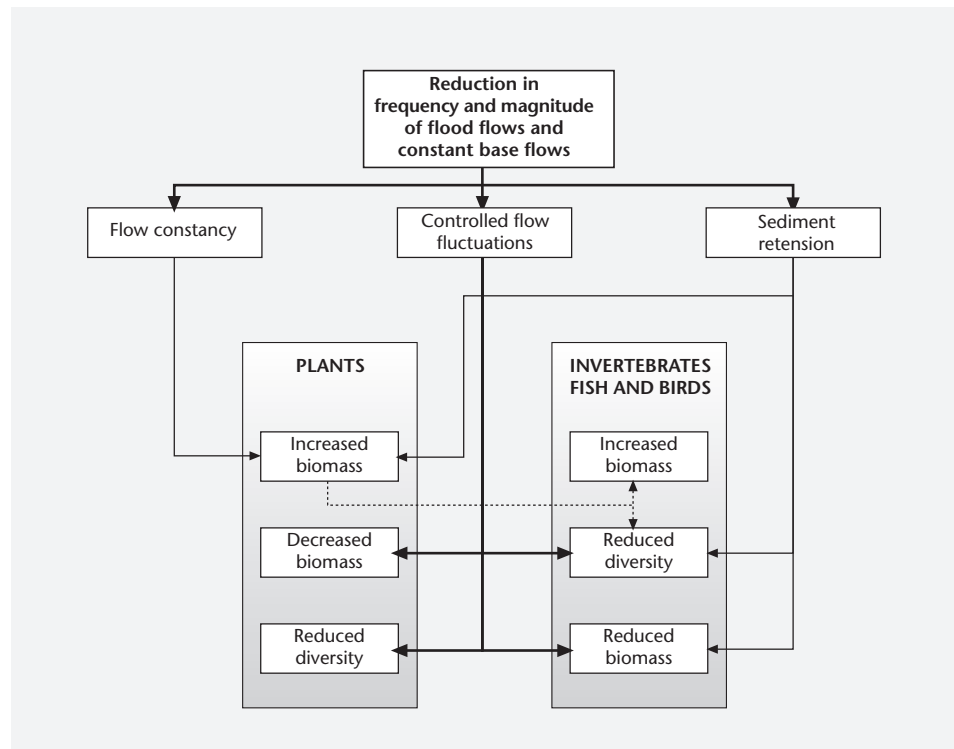 Reduction in
frequency and magnitude
of flood flows and
constant base flows
Flow constancy
Controlled flow
fluctuations
Sediment
retension
PLANTS
Increased
biomass
Decreased
biomass
Reduced
diversity
INVERTEBRATES
FISH AND BIRDS
Increased
biomass
Reduced
diversity
Reduced
biomass